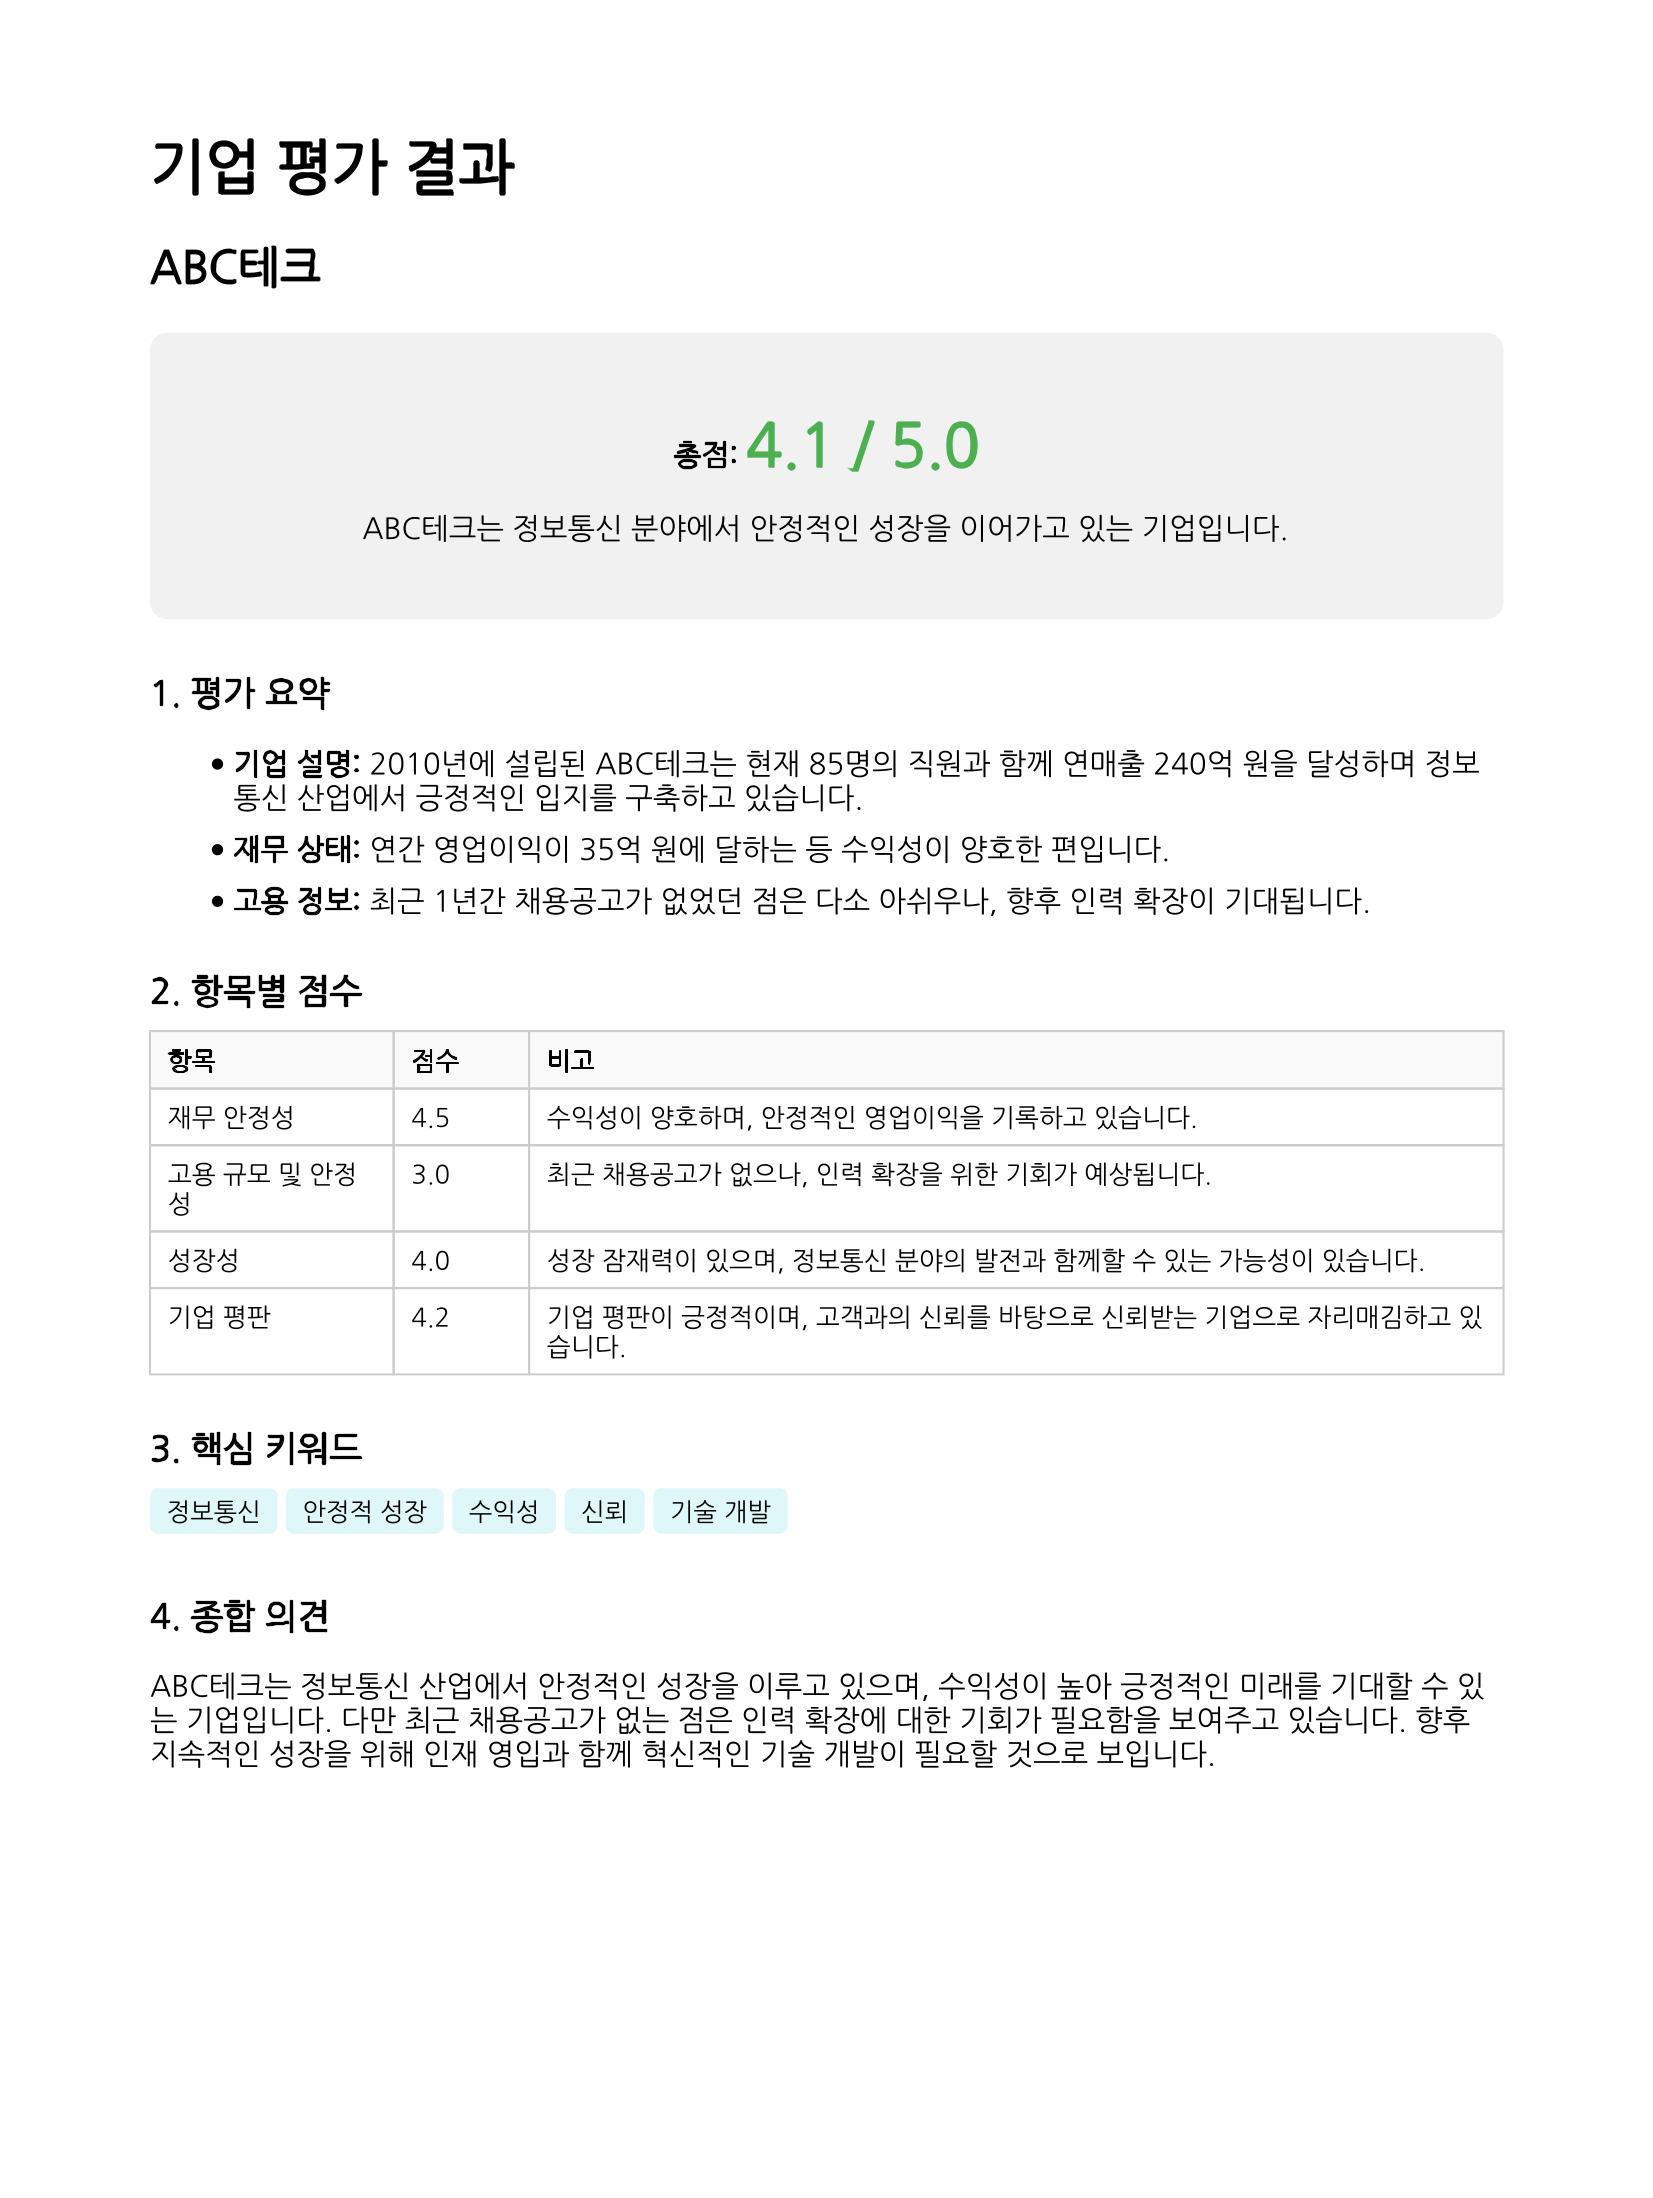 기업 평가 결과
ABC테크
총점: 4.1 / 5.0
ABC테크는 정보통신 분야에서 안정적인 성장을 이어가고 있는 기업입니다.
1. 평가 요약
• 기업 설명: 2010년에 설립된 ABC테크는 현재 85명의 직원과 함께 연매출 240억 원을 달성하며 정보
통신 산업에서 긍정적인 입지를 구축하고 있습니다.
• 재무 상태: 연간 영업이익이 35억 원에 달하는 등 수익성이 양호한 편입니다.
• 고용 정보: 최근 1년간 채용공고가 없었던 점은 다소 아쉬우나, 향후 인력 확장이 기대됩니다.
2. 항목별 점수
항목 점수 비고
재무 안정성 4.5 수익성이 양호하며, 안정적인 영업이익을 기록하고 있습니다.
고용 규모 및 안정 3.0 최근 채용공고가 없으나, 인력 확장을 위한 기회가 예상됩니다.
성
성장성 4.0 성장 잠재력이 있으며, 정보통신 분야의 발전과 함께할 수 있는 가능성이 있습니다.
기업 평판 4.2 기업 평판이 긍정적이며, 고객과의 신뢰를 바탕으로 신뢰받는 기업으로 자리매김하고 있
습니다.
3. 핵심 키워드
정보통신 안정적 성장 수익성 신뢰 기술 개발
4. 종합 의견
ABC테크는 정보통신 산업에서 안정적인 성장을 이루고 있으며, 수익성이 높아 긍정적인 미래를 기대할 수 있
는 기업입니다. 다만 최근 채용공고가 없는 점은 인력 확장에 대한 기회가 필요함을 보여주고 있습니다. 향후
지속적인 성장을 위해 인재 영입과 함께 혁신적인 기술 개발이 필요할 것으로 보입니다.